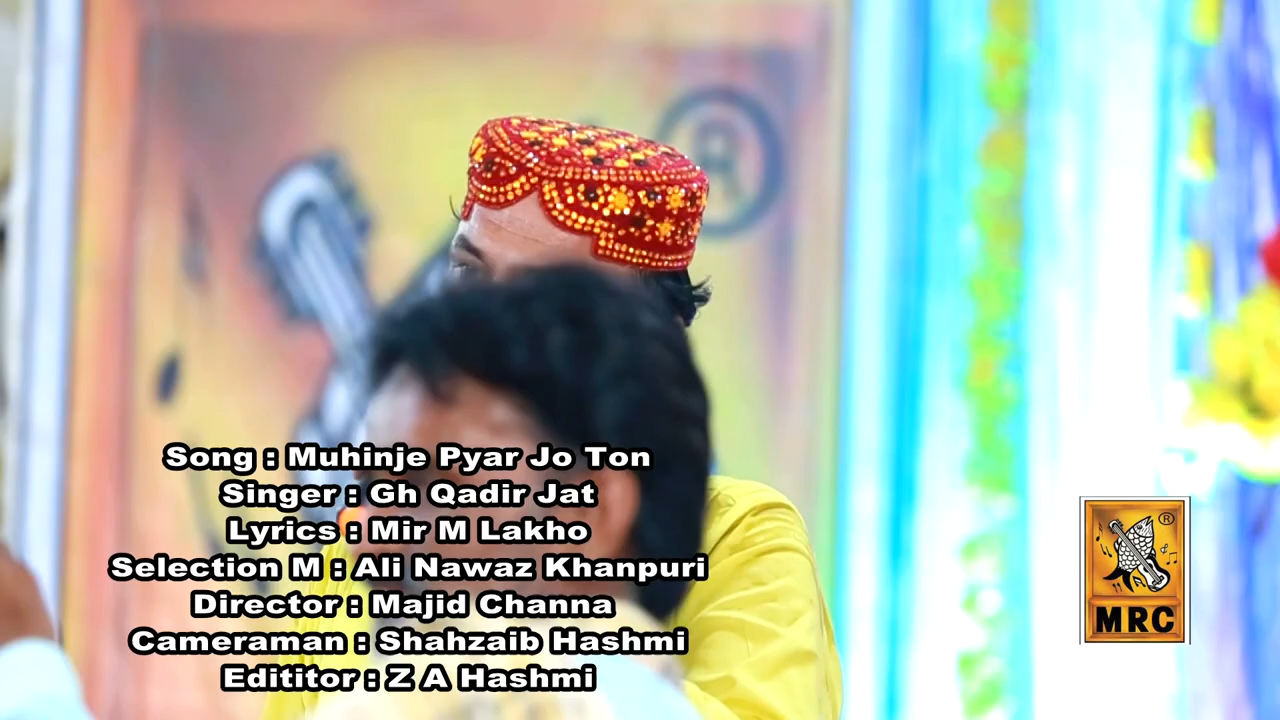 Song : Muhinje Pyar Jo Ton
Singer : Gh Qadir Jat
Lyrics : Mir M Lakho
Selection M : Ali Nawaz Khanpuri
Director : Majid Channa
Cameraman : Shahzaib Hashmi
Edititor : Z A Hashmi
®
MRC
®